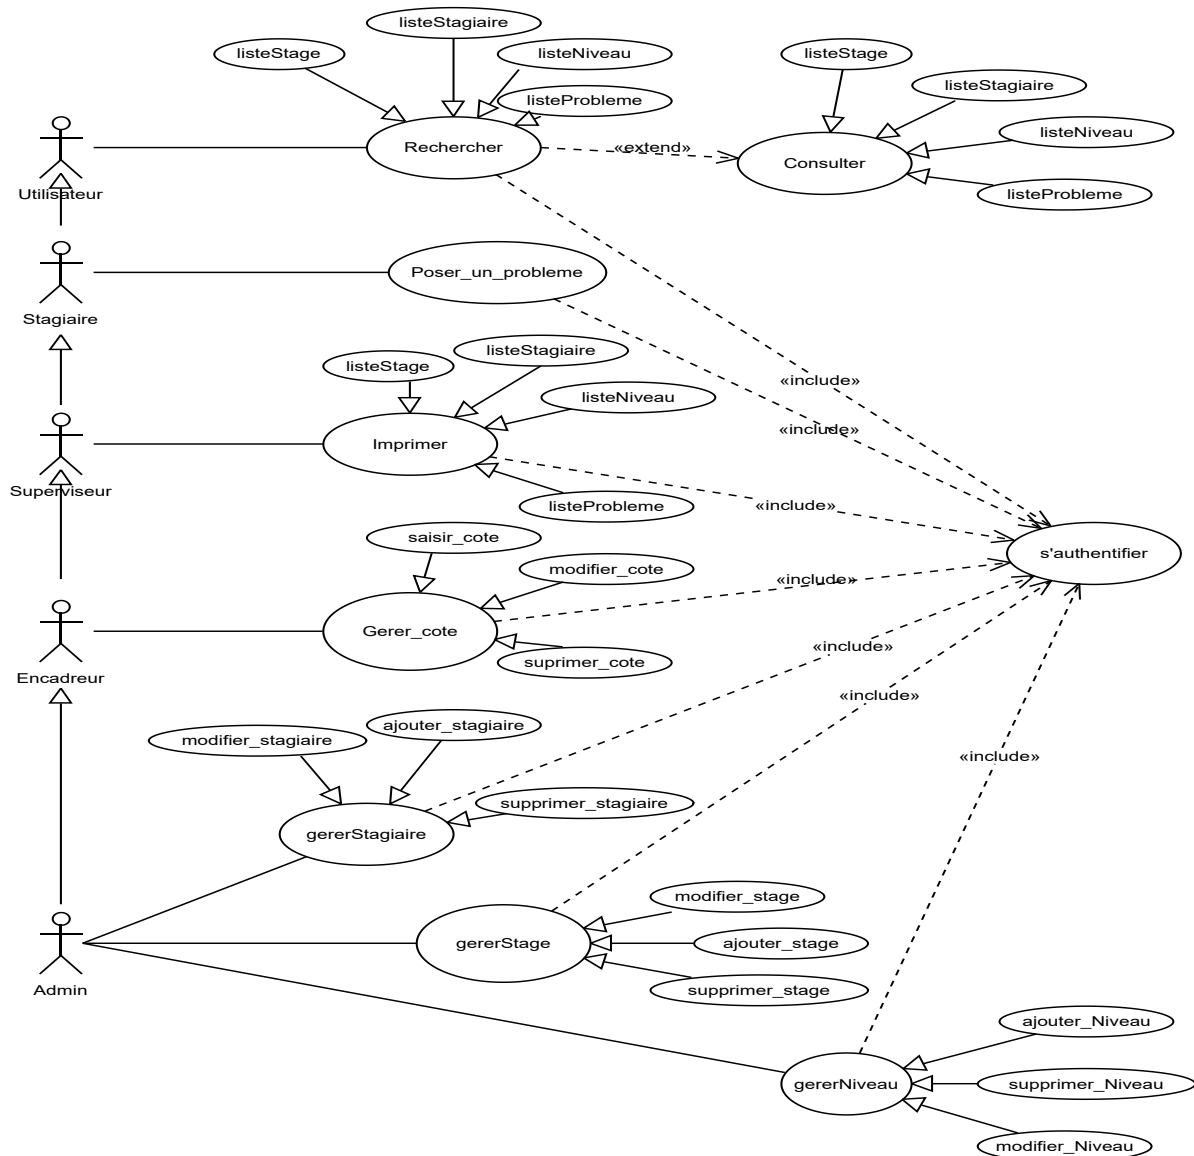 listeStagiaire
listeStage
listeNiveau
listeStage
listeStagiaire
listeProbleme
listeNiveau
Rechercher
«extend»
Consulter
Utilisateur
listeProbleme
Poser_un_probleme
Stagiaire
listeStagiaire
listeStage
«include»
listeNiveau
«include»
Imprimer
Superviseur
listeProbleme
«include»
saisir_cote
s'authentifier
modifier_cote
«include»
Gerer_cote
«include»
suprimer_cote
Encadreur
«include»
ajouter_stagiaire
modifier_stagiaire
«include»
supprimer_stagiaire
gererStagiaire
modifier_stage
gererStage
ajouter_stage
Admin
supprimer_stage
ajouter_Niveau
gererNiveau
supprimer_Niveau
modifier_Niveau